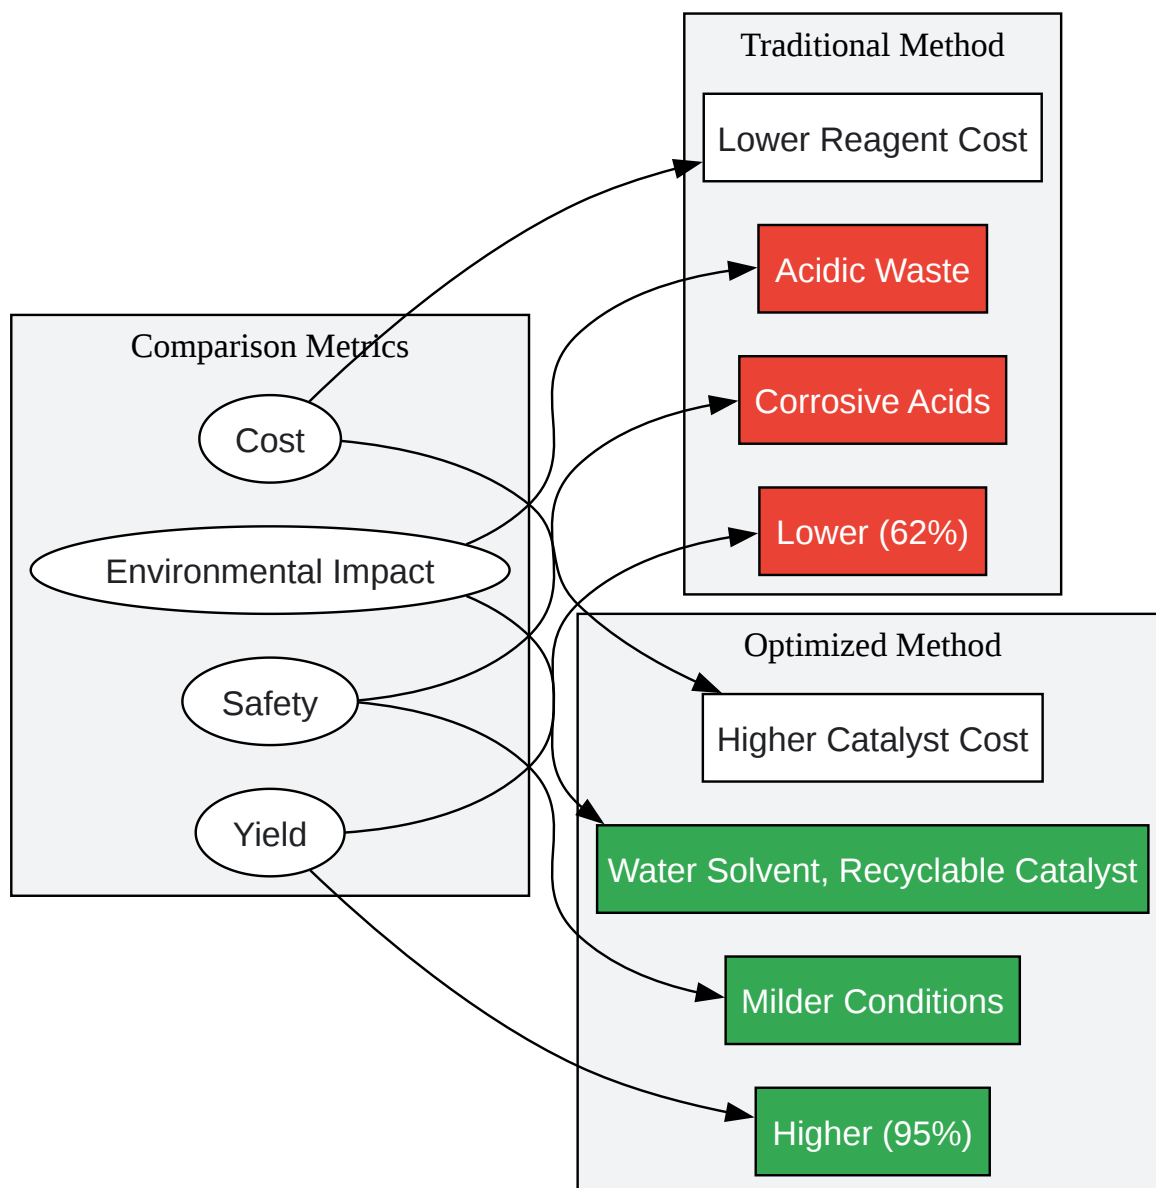 Comparison Metrics
Cost
Environmental Impact
Safety
Yield
Traditional Method
Lower Reagent Cost
Acidic Waste
Corrosive Acids
Lower (62%)
Optimized Method
Higher Catalyst Cost
Water Solvent, Recyclable Catalyst
Milder Conditions
Higher (95%)